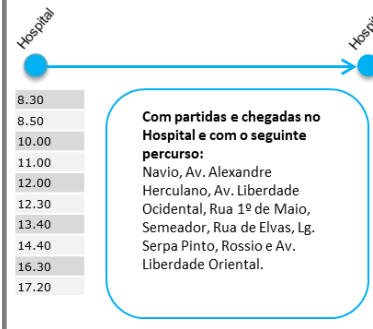 Hospital
8.30
8.50
10.00
11.00
12.00
12.30
13.40
14.40
16.30
17.20
Com partidas e chegadas no
Hospital e com o seguinte
percurso:
Navio, Av. Alexandre
Herculano, Av. Liberdade
Ocidental, Rua 1º de Maio,
Semeador, Rua de Elvas, Lg.
Serpa Pinto, Rossio e Av.
Liberdade Oriental.